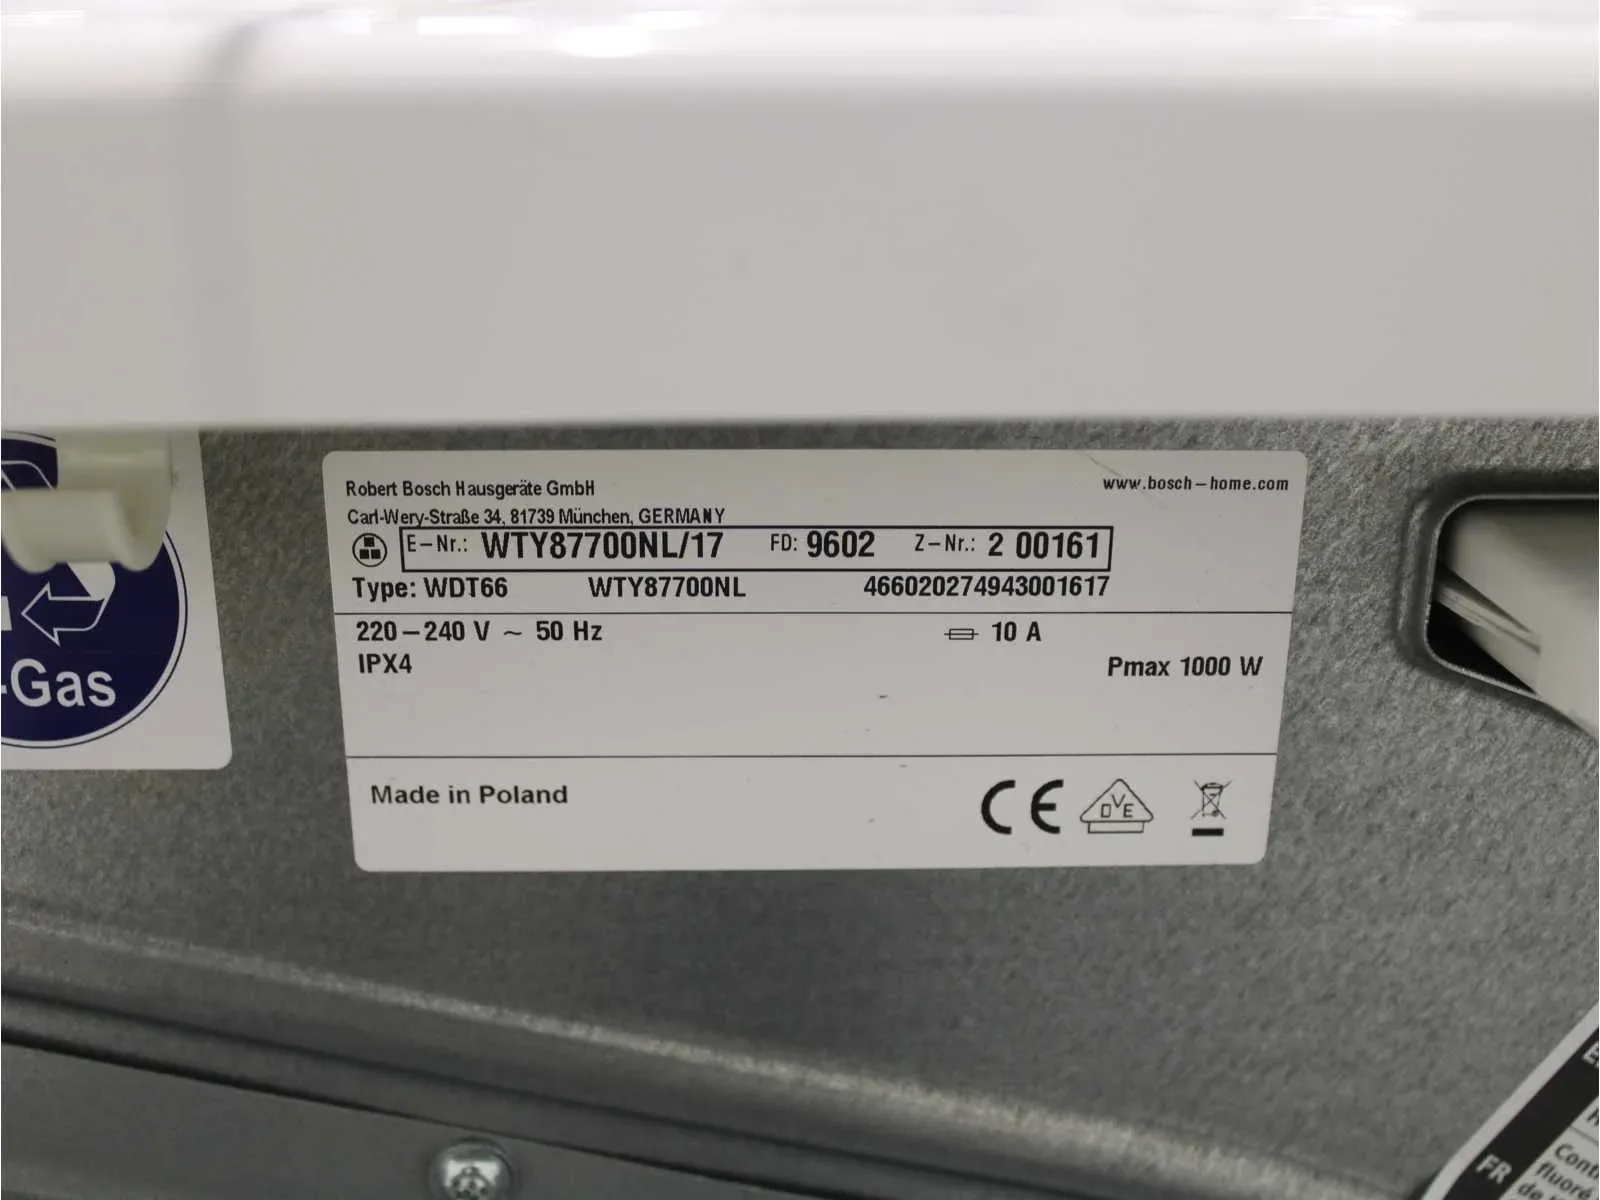 Robert Bosch Hausgeräte GmbH
www.bosch-home.com
Carl-Wery-Straße 34, 81739 München, GERMANY
E-Nr.: WTY87700NL/17 FD: 9602 Z-Nr.: 2 00161
Type: WDT66 WTY87700NL 466020274943001617
220-240 V ~ 50 Hz 10 A
IPX4 Pmax 1000 W
Made in Poland
CE DVE
-Gas
FR